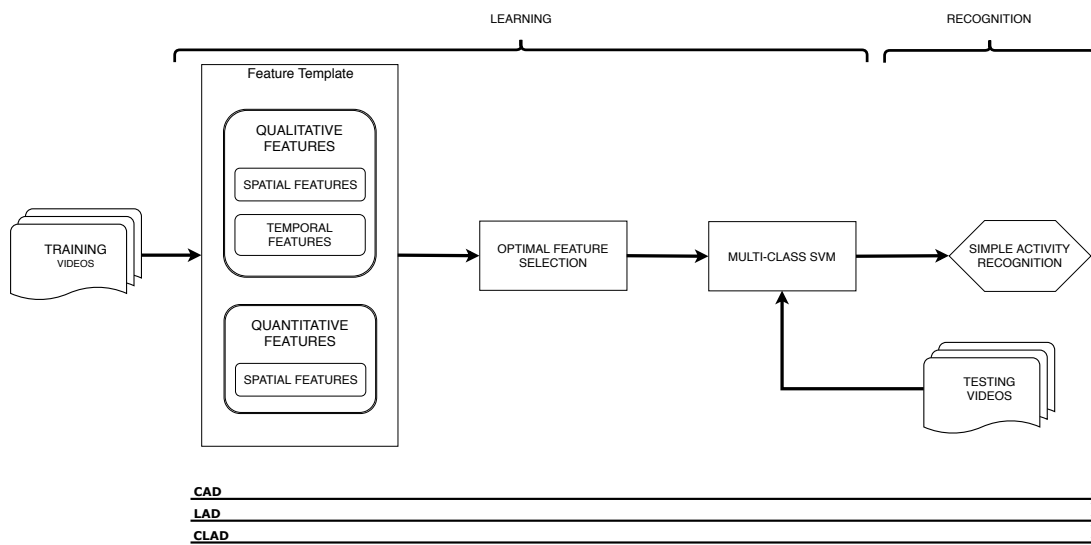 LEARNING
RECOGNITION
Feature Template
QUALITATIVE
FEATURES
SPATIAL FEATURES
TEMPORAL
FEATURES
QUANTITATIVE
FEATURES
SPATIAL FEATURES
TRAINING
VIDEOS
OPTIMAL FEATURE
SELECTION
MULTI-CLASS SVM
SIMPLE ACTIVITY
RECOGNITION
TESTING
VIDEOS
CAD
LAD
CLAD